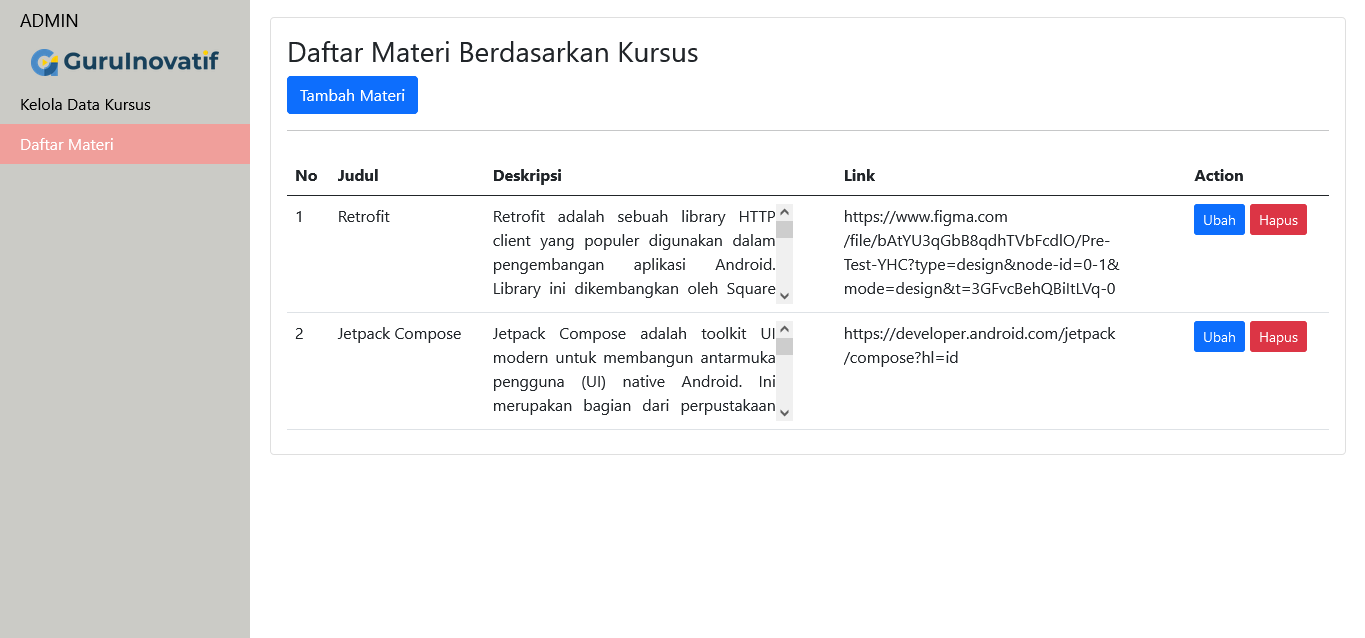 ADMIN
GuruInovatif
Kelola Data Kursus
Daftar Materi
Daftar Materi Berdasarkan Kursus
Tambah Materi
No Judul Deskripsi Link Action
1 Retrofit
Retrofit adalah sebuah library HTTP
client yang populer digunakan dalam
pengembangan aplikasi Android.
Library ini dikembangkan oleh Square
https://www.figma.com
/file/bAtYU3qGbB8qdhTVbFcdlO/Pre-
Test-YHC?type=design&node-id=0-1&
mode=design&t=3GFvcBehQBiItLVq-0
Ubah Hapus
2 Jetpack Compose
Jetpack Compose adalah toolkit UI
modern untuk membangun antarmuka
pengguna (UI) native Android. Ini
merupakan bagian dari perpustakaan
https://developer.android.com/jetpack
/compose?hl=id
Ubah Hapus